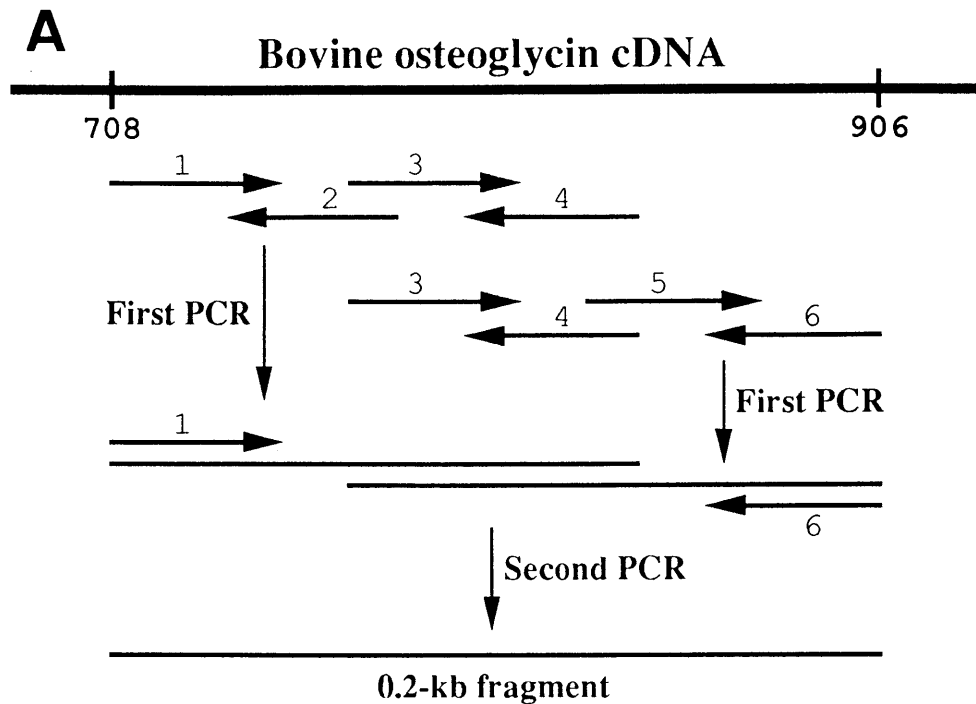 A
Bovine osteoglycin cDNA
708 906
1 3
2 4
3 5
First PCR 4 6
First PCR
1
6
Second PCR
0.2-kb fragment